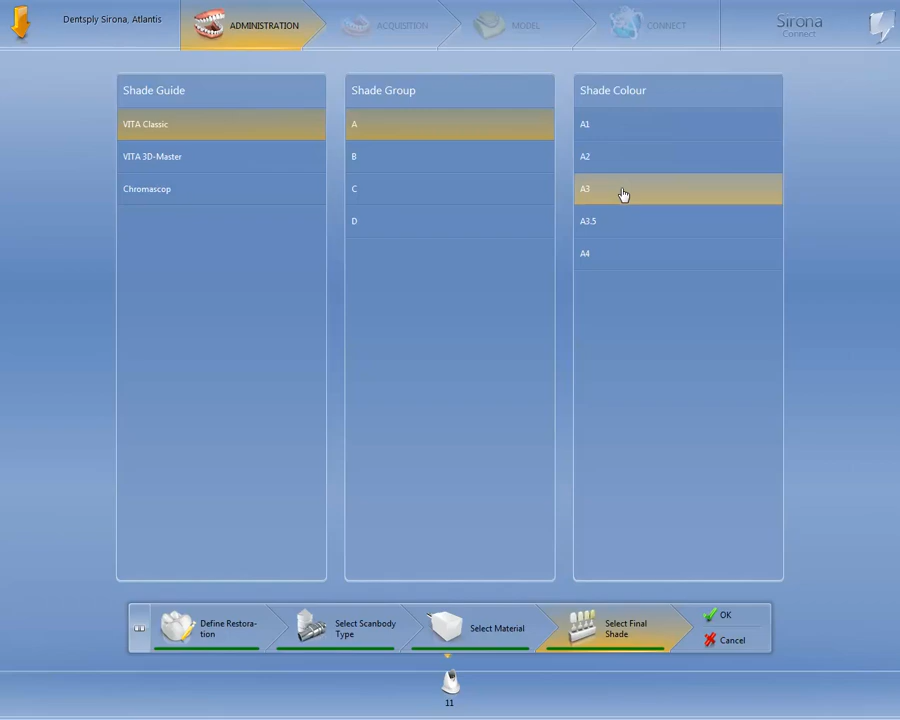 Dentsply Sirona, Atlantis
ADMINISTRATION
ACQUISITION
MODEL
CONNECT
Sirona
Connect
Shade Guide
VITA Classic
VITA 3D-Master
Chromascop
Shade Group
A
B
C
D
Shade Colour
A1
A2
A3
A3.5
A4
Define Restora-
tion
Select Scanbody
Type
Select Material
Select Final
Shade
OK
Cancel
11